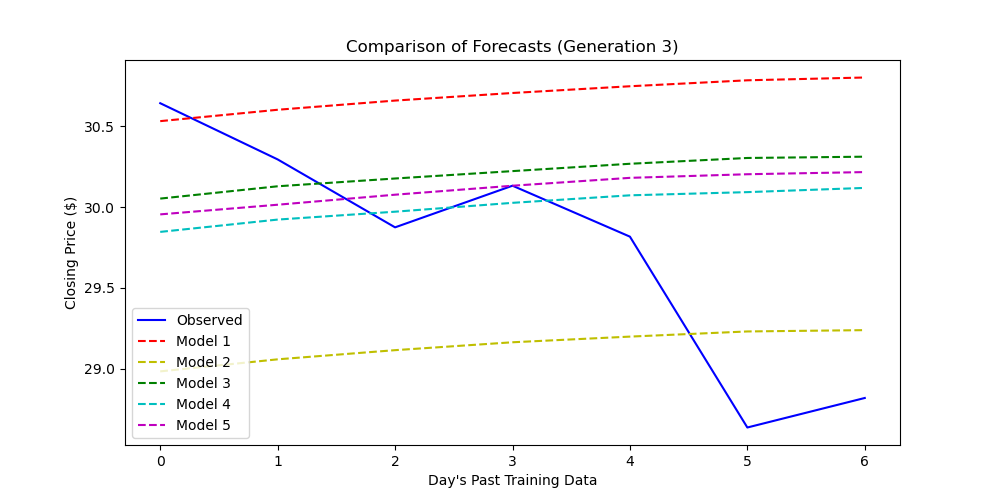 Comparison of Forecasts (Generation 3)
Closing Price ($)
30.5
30.0
29.5
29.0
Observed
Model 1
Model 2
Model 3
Model 4
Model 5
0 1 2 3 4 5 6
Day's Past Training Data